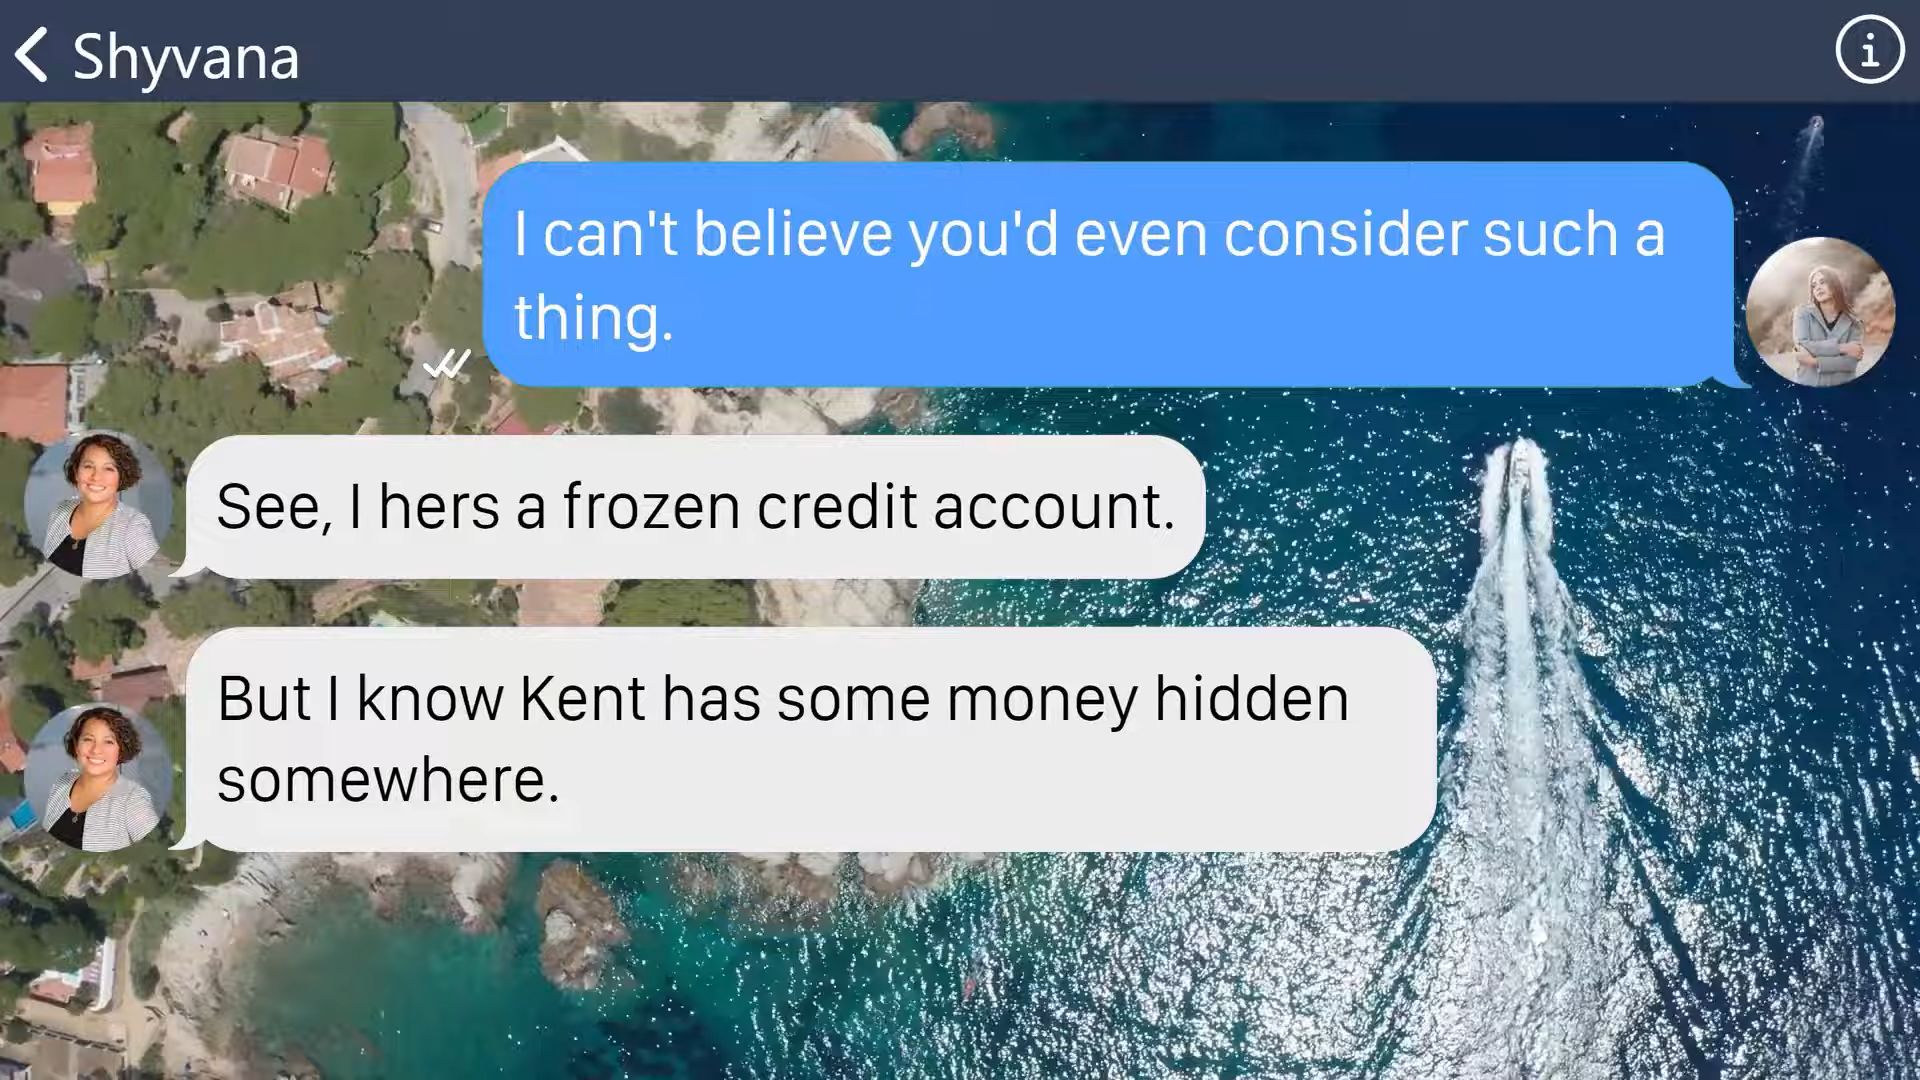 Shyvana
I can't believe you'd even consider such a
thing.
See, I hers a frozen credit account.
But I know Kent has some money hidden
somewhere.